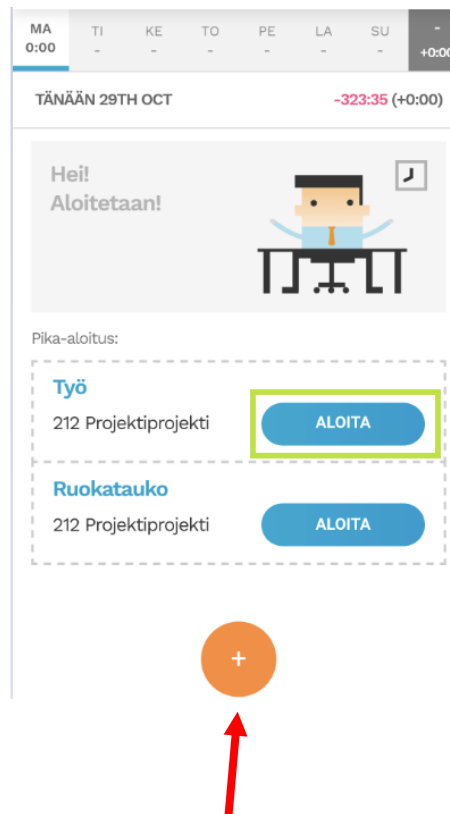 MA TI KE TO PE LA SU -
0:00 - - - - - - +0:00
TÄNÄÄN 29TH OCT -323:35 (+0:00)
Hei!
Aloitetaan!
Pika-aloitus:
Työ
212 Projektiprojekti ALOITA
Ruokatauko
212 Projektiprojekti ALOITA
+